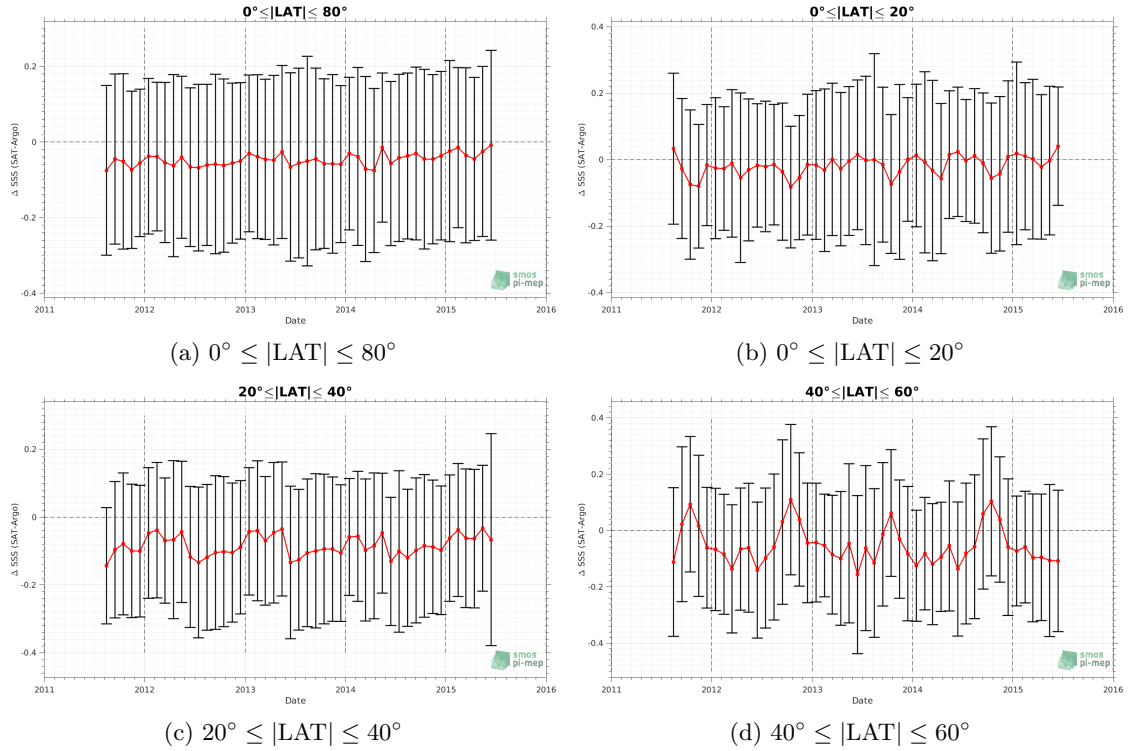 0°≤|LAT|≤ 80°
Δ SSS (SAT-Argo)
0.2
0
-0.2
-0.4
2011 2012 2013 2014 2015 2016
Date
smos
pi-mep
(a) 0° ≤ |LAT| ≤ 80°
0°≤|LAT|≤ 20°
Δ SSS (SAT-Argo)
0.4
0.2
0
-0.2
-0.4
2011 2012 2013 2014 2015 2016
Date
smos
pi-mep
(b) 0° ≤ |LAT| ≤ 20°
20°≤|LAT|≤ 40°
Δ SSS (SAT-Argo)
0.2
0
-0.2
-0.4
2011 2012 2013 2014 2015 2016
Date
smos
pi-mep
(c) 20° ≤ |LAT| ≤ 40°
40°≤|LAT|≤ 60°
Δ SSS (SAT-Argo)
0.4
0.2
0
-0.2
-0.4
2011 2012 2013 2014 2015 2016
Date
smos
pi-mep
(d) 40° ≤ |LAT| ≤ 60°